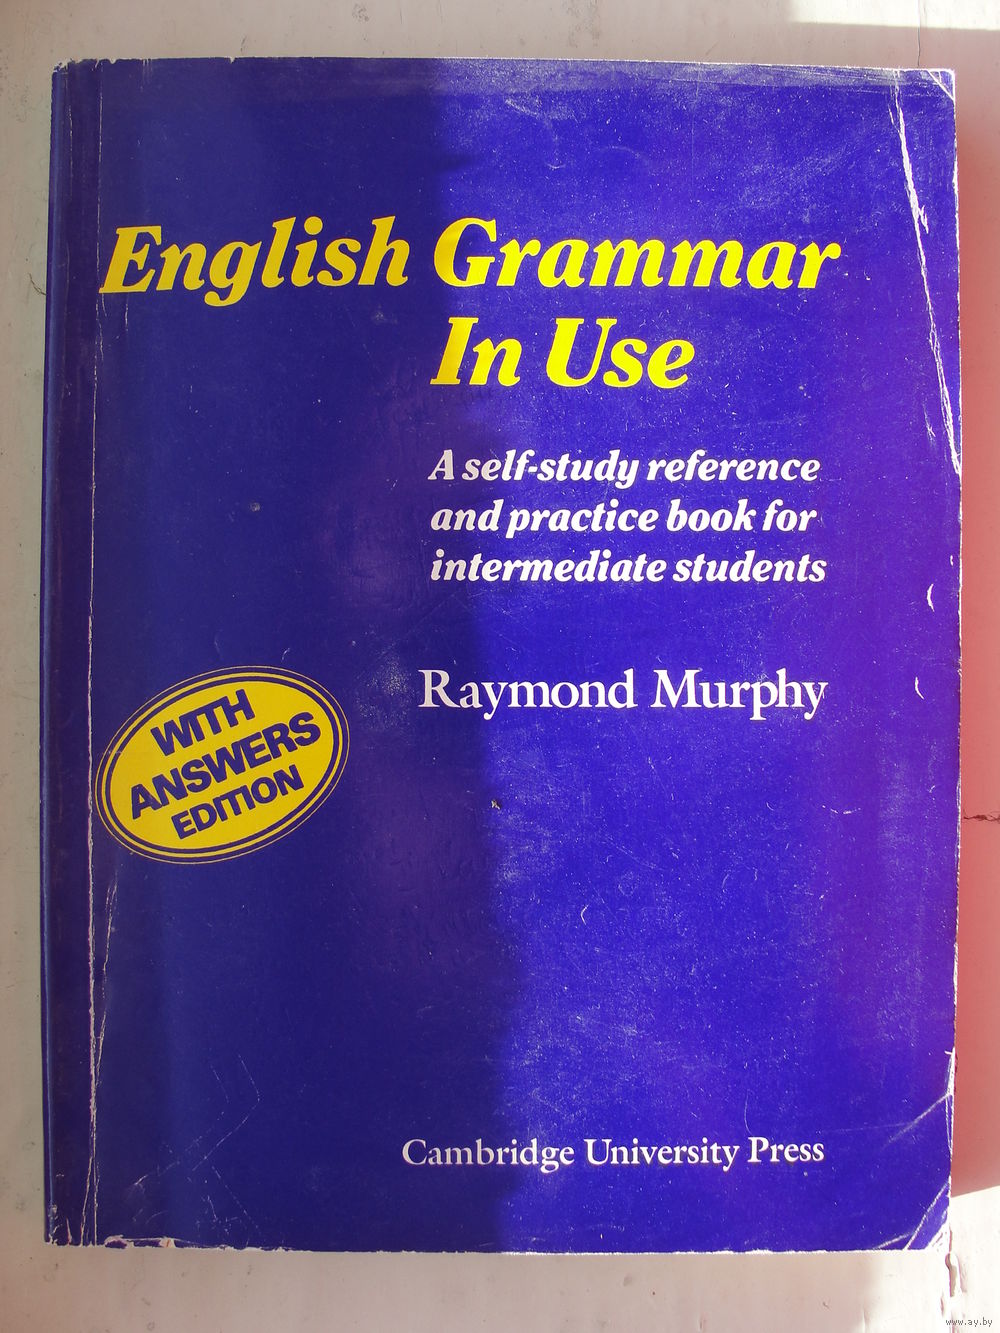 English Grammar
In Use
A self-study reference
and practice book for
intermediate students
Raymond Murphy
WITH
ANSWERS
EDITION
Cambridge University Press
www.ay.by